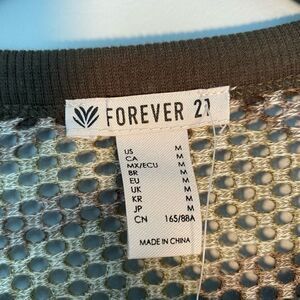 FOREVER 21
US M
CA M
MX/ECU M
BR M
EU M
UK M
KR M
JP M
CN 165/88A
MADE IN CHINA